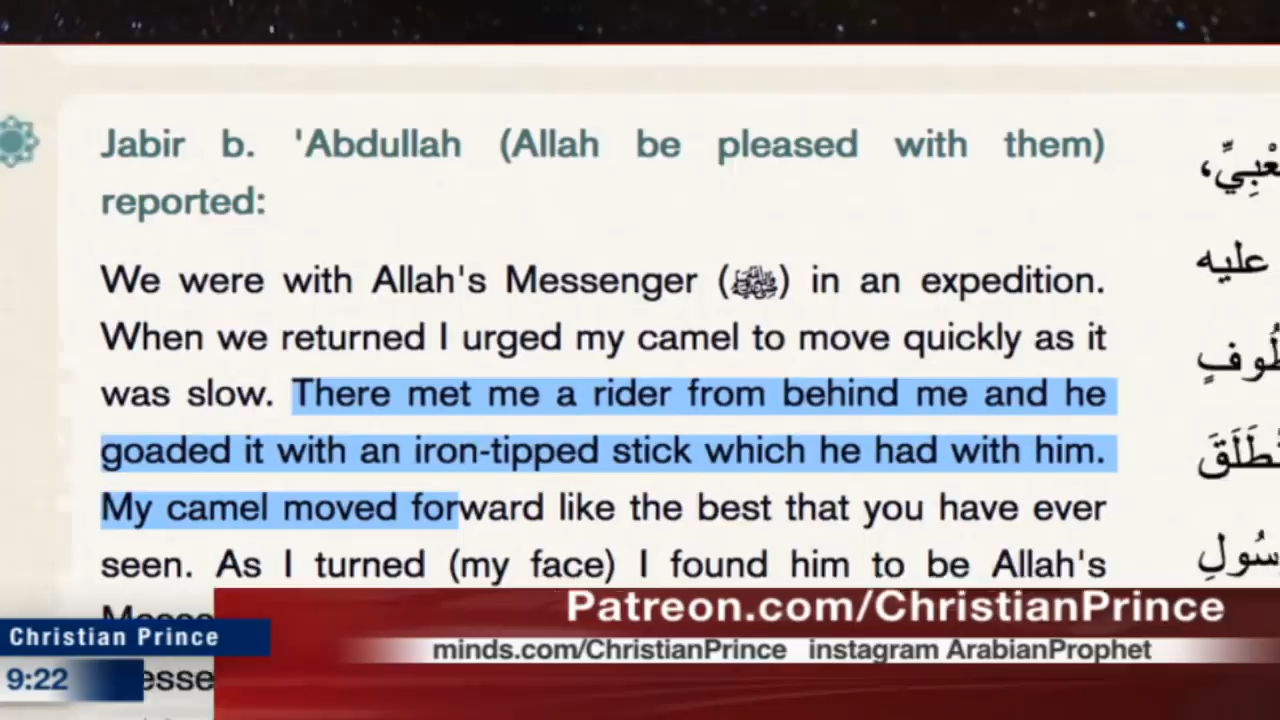 Jabir b. 'Abdullah (Allah be pleased with them)
reported:
We were with Allah's Messenger (ﷺ) in an expedition.
When we returned I urged my camel to move quickly as it
was slow. There met me a rider from behind me and he
goaded it with an iron-tipped stick which he had with him.
My camel moved forward like the best that you have ever
seen. As I turned (my face) I found him to be Allah's
عليه
Patreon.com/ChristianPrince
Christian Prince
minds.com/ChristianPrince instagram ArabianProphet
9:22